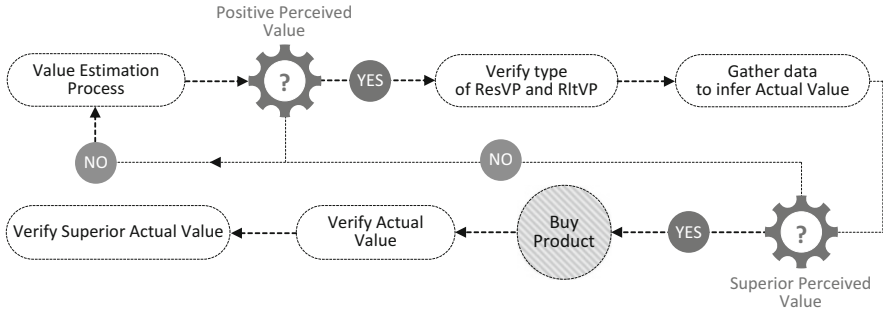 Positive Perceived
Value
Value Estimation
Process
?
YES
Verify type
of ResVP and RltVP
Gather data
to infer Actual Value
NO
NO
Verify Superior Actual Value
Verify Actual
Value
Buy
Product
YES
?
Superior Perceived
Value